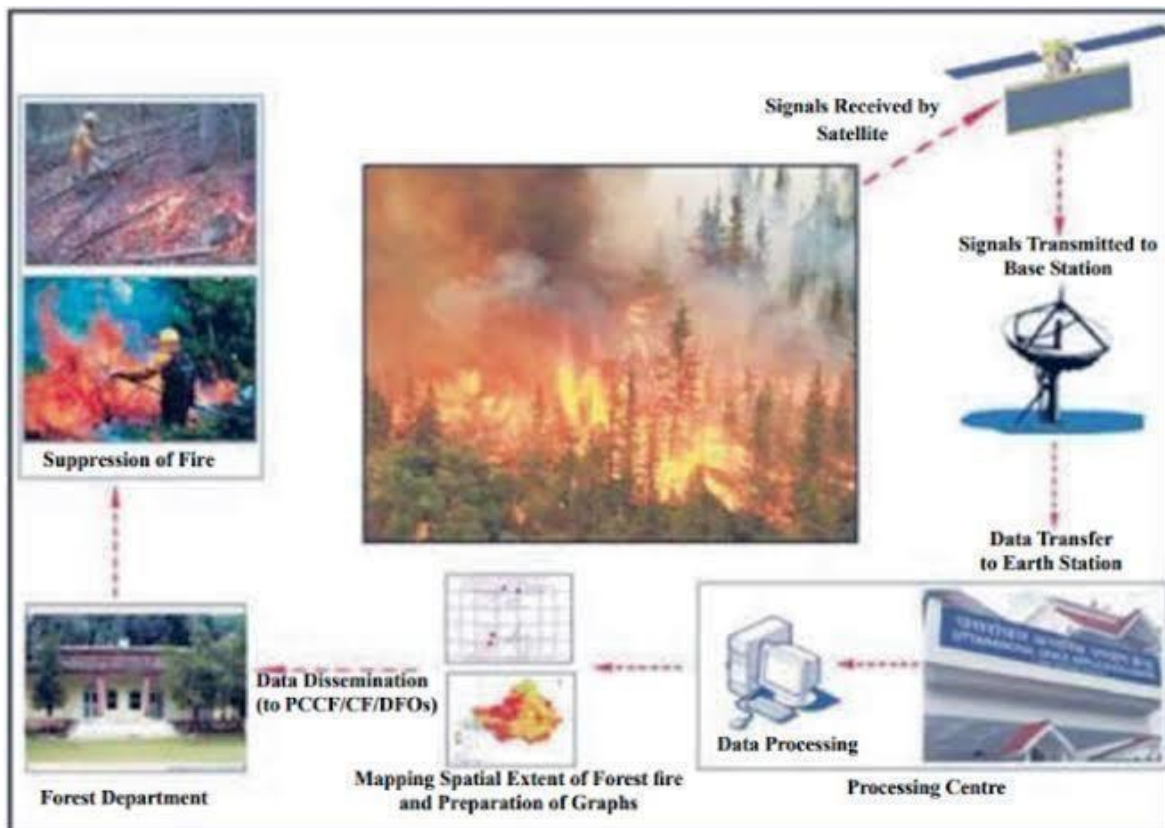 Signals Received by
Satellite
Signals Transmitted to
Base Station
Data Transfer
to Earth Station
Suppression of Fire
Data Processing
Processing Centre
Mapping Spatial Extent of Forest fire
and Preparation of Graphs
Data Dissemination
(to PCCF/CF/DFOs)
Forest Department